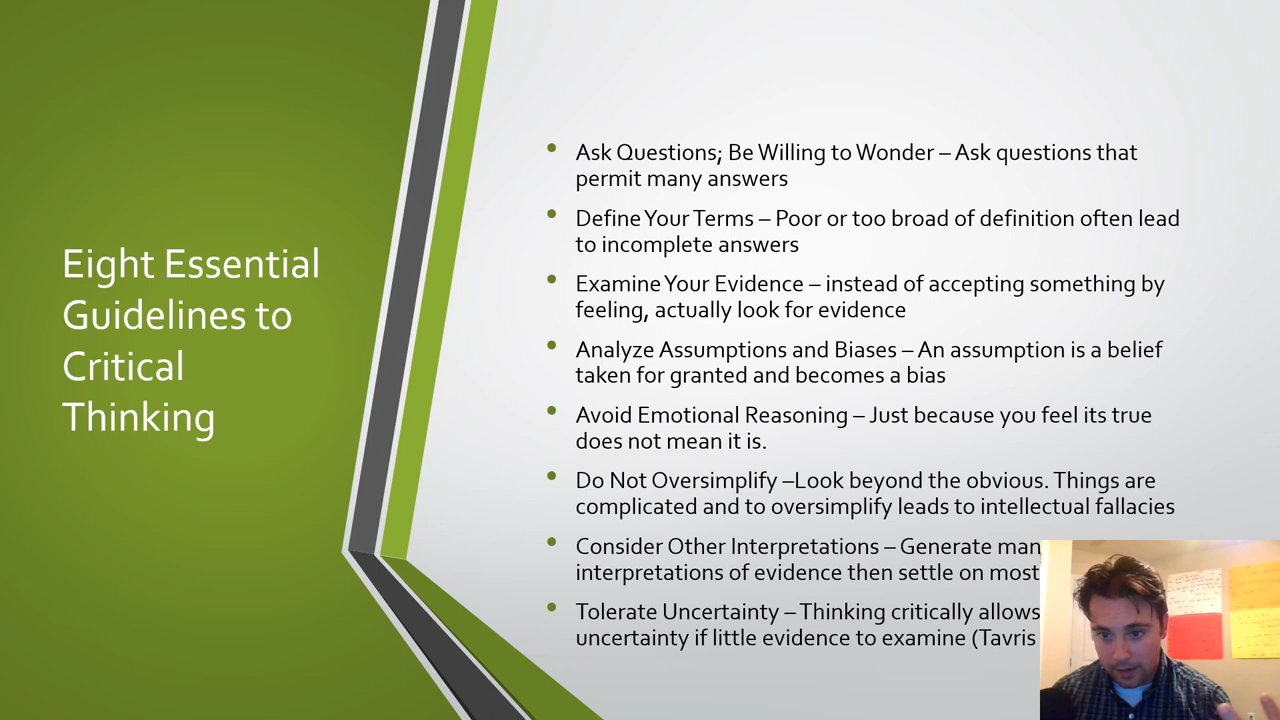 Eight Essential
Guidelines to
Critical
Thinking
Ask Questions; Be Willing to Wonder – Ask questions that
permit many answers
Define Your Terms – Poor or too broad of definition often lead
to incomplete answers
Examine Your Evidence – instead of accepting something by
feeling, actually look for evidence
Analyze Assumptions and Biases – An assumption is a belief
taken for granted and becomes a bias
Avoid Emotional Reasoning – Just because you feel its true
does not mean it is.
Do Not Oversimplify –Look beyond the obvious. Things are
complicated and to oversimplify leads to intellectual fallacies
Consider Other Interpretations – Generate
interpretations of evidence then settle on most
Tolerate Uncertainty – Thinking critically allows
uncertainty if little evidence to examine (Tavris